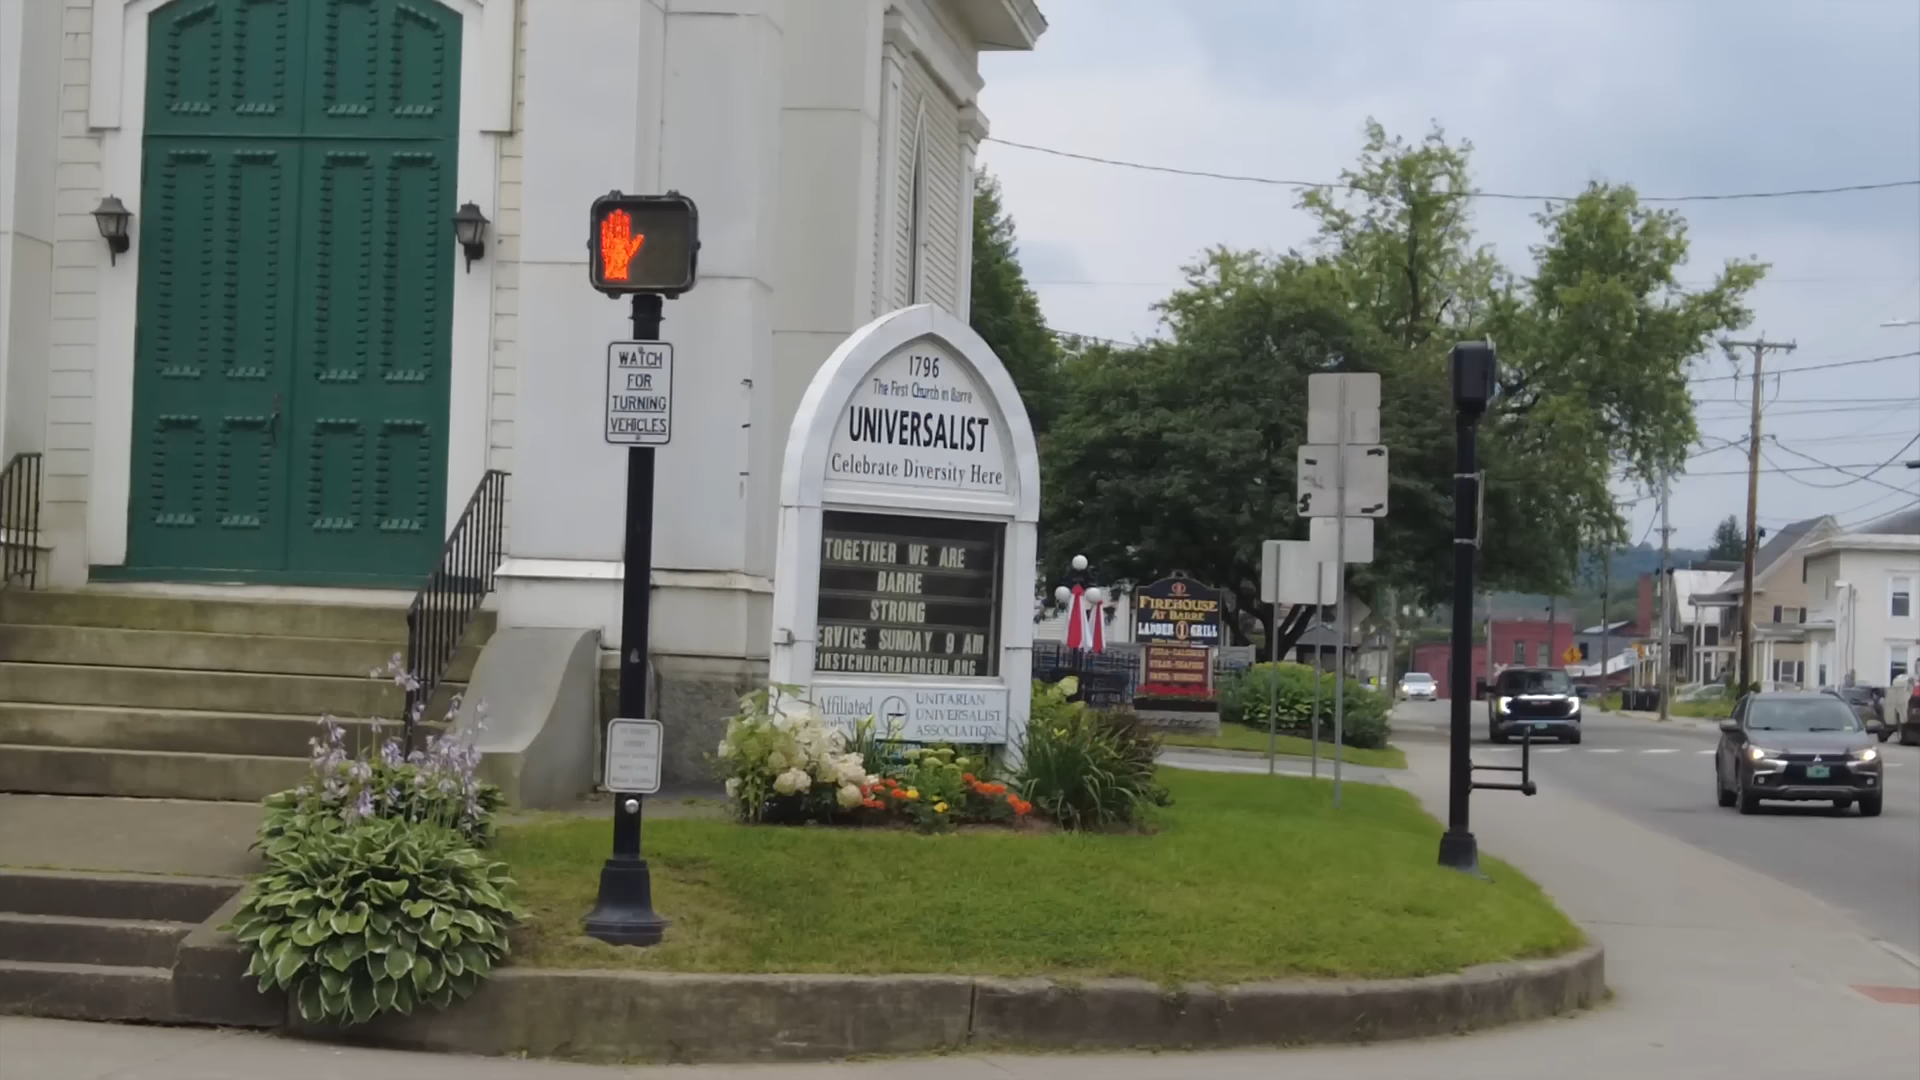 WATCH
FOR
TURNING
VEHICLES
1796
The First Church in Barre
UNIVERSALIST
Celebrate Diversity Here
TOGETHER WE ARE
BARRE
STRONG
ERVICE SUNDAY 9 AM
FIRSTCHURCHBARREUU.ORG
Affiliated
UNITARIAN
UNIVERSALIST
ASSOCIATION
FIREHOUSE
AT BARRE
LADDER 1 GRILL